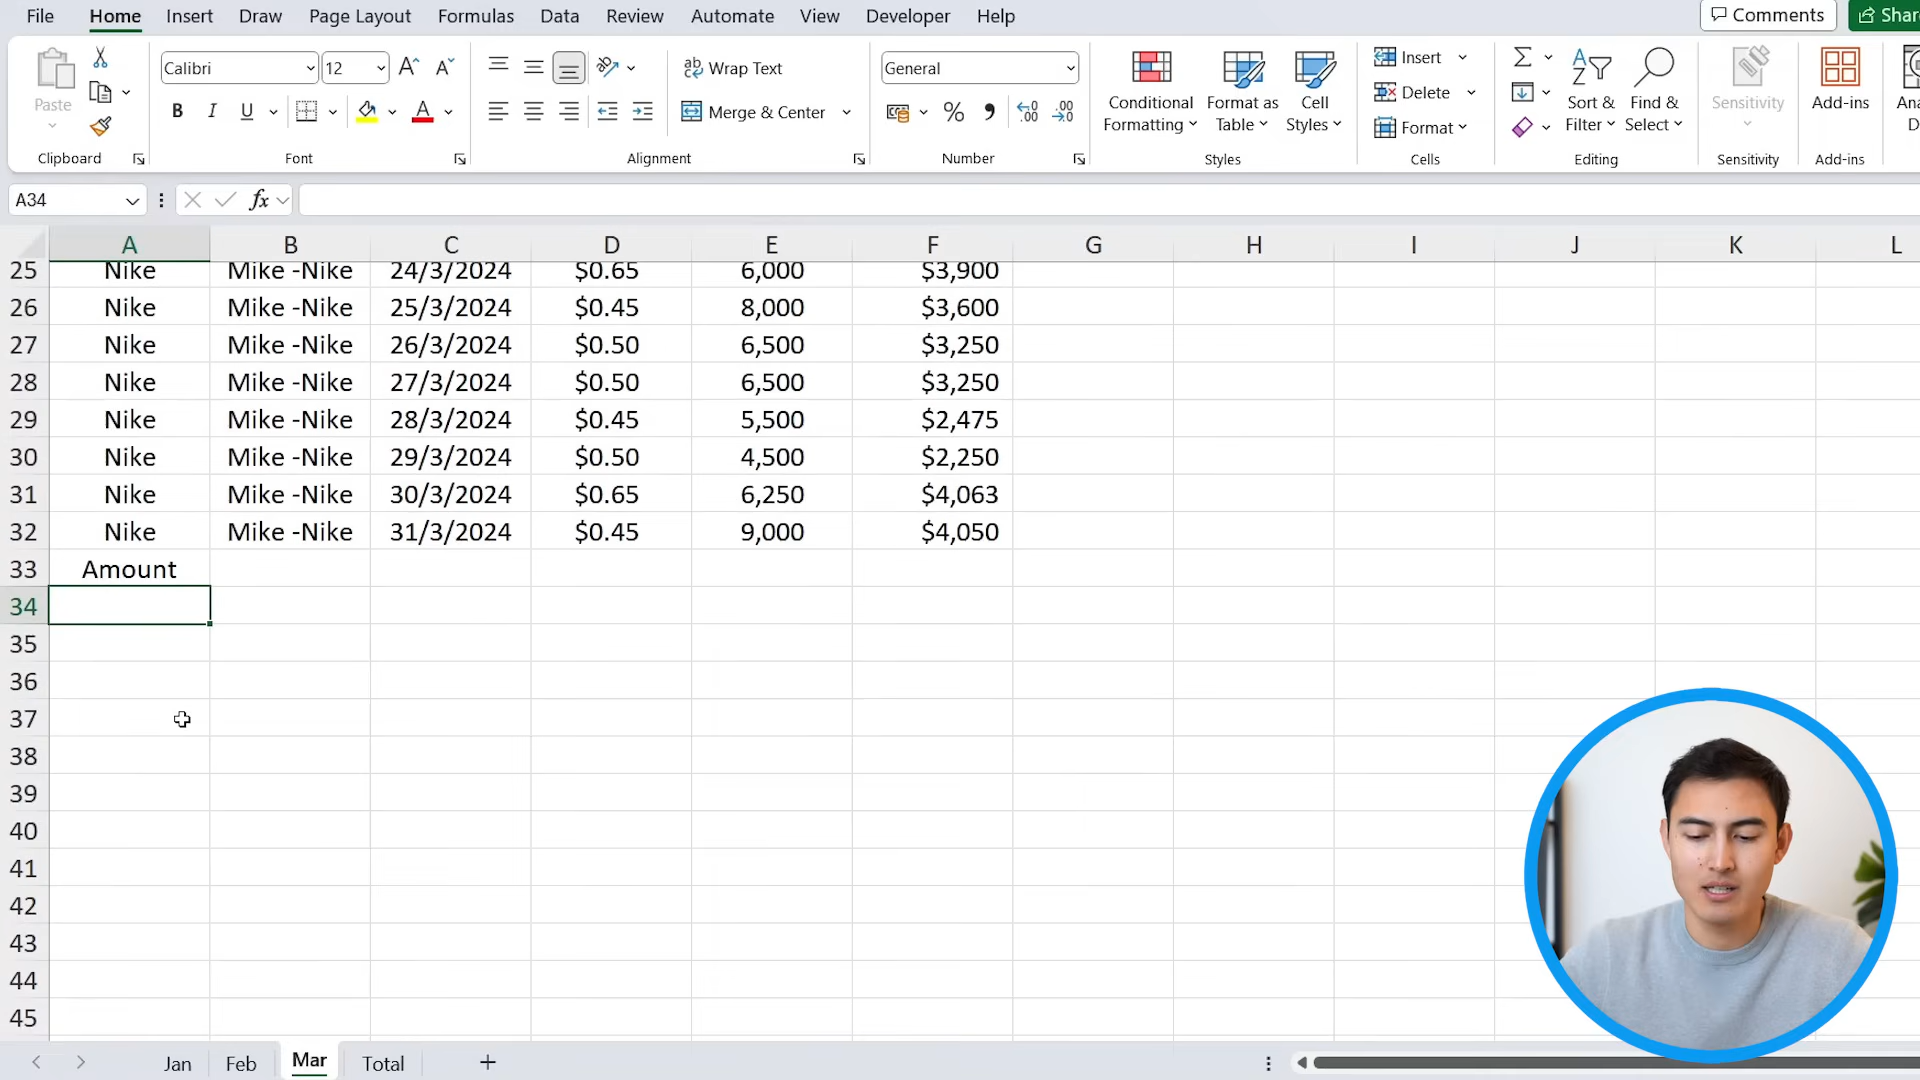 File Home Insert Draw Page Layout Formulas Data Review Automate View Developer Help Comments
Calibri 12 Wrap Text General Insert
Paste Conditional Formatting Format as Table Cell Styles Delete Sort & Filter Find & Select Sensitivity Add-ins
B I U A Merge & Center % Format
Clipboard Font Alignment Number Styles Cells Editing Sensitivity Add-ins
A34 fx
A B C D E F G H I J K L
25 Nike Mike -Nike 24/3/2024 $0.65 6,000 $3,900
26 Nike Mike -Nike 25/3/2024 $0.45 8,000 $3,600
27 Nike Mike -Nike 26/3/2024 $0.50 6,500 $3,250
28 Nike Mike -Nike 27/3/2024 $0.50 6,500 $3,250
29 Nike Mike -Nike 28/3/2024 $0.45 5,500 $2,475
30 Nike Mike -Nike 29/3/2024 $0.50 4,500 $2,250
31 Nike Mike -Nike 30/3/2024 $0.65 6,250 $4,063
32 Nike Mike -Nike 31/3/2024 $0.45 9,000 $4,050
33 Amount
34
35
36
37
38
39
40
41
42
43
44
45
Jan Feb Mar Total